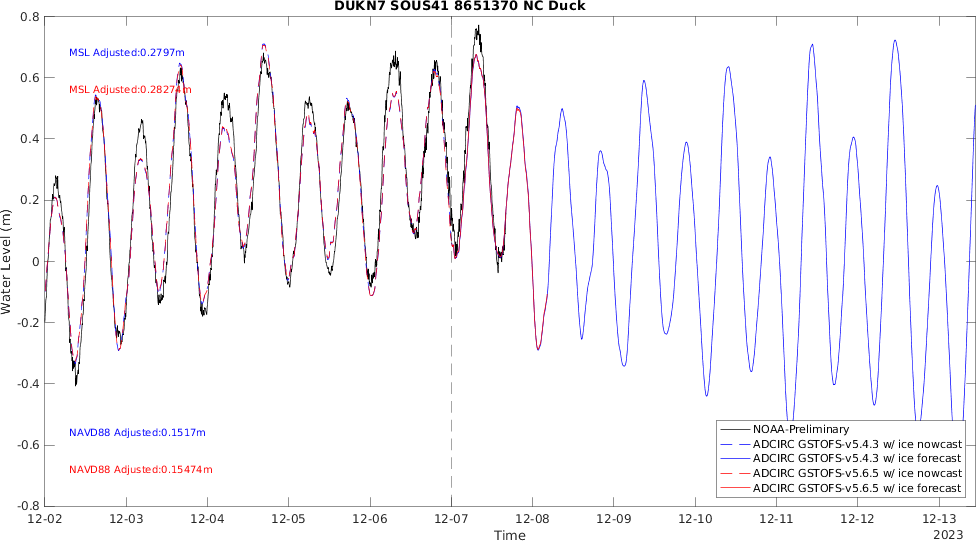 DUKN7 SOUS41 8651370 NC Duck
0.8
0.6
0.4
0.2
0
-0.2
-0.4
-0.6
-0.8
Water Level (m)
MSL Adjusted:0.2797m
MSL Adjusted:0.28274m
NAVD88 Adjusted:0.1517m
NAVD88 Adjusted:0.15474m
NOAA-Preliminary
ADCIRC GSTOFS-v5.4.3 w/ ice nowcast
ADCIRC GSTOFS-v5.4.3 w/ ice forecast
ADCIRC GSTOFS-v5.6.5 w/ ice nowcast
ADCIRC GSTOFS-v5.6.5 w/ ice forecast
12-02 12-03 12-04 12-05 12-06 12-07 12-08 12-09 12-10 12-11 12-12 12-13
Time
2023